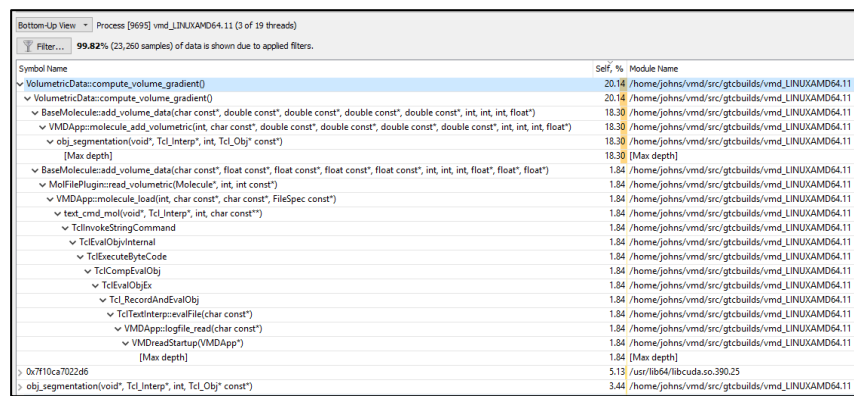 Bottom-Up View Process [9695] vmd_LINUXAMD64.11 (3 of 19 threads)
Filter... 99.82% (23,260 samples) of data is shown due to applied filters.
Symbol Name Self, % Module Name
VolumetricData::compute_volume_gradient() 20.14 /home/johns/vmd/src/gtcbuilds/vmd_LINUXAMD64.11
VolumetricData::compute_volume_gradient() 20.14 /home/johns/vmd/src/gtcbuilds/vmd_LINUXAMD64.11
BaseMolecule::add_volume_data(char const*, double const*, double const*, double const*, double const*, int, int, int, float*) 18.30 /home/johns/vmd/src/gtcbuilds/vmd_LINUXAMD64.11
VMDApp::molecule_add_volumetric(int, char const*, double const*, double const*, double const*, double const*, int, int, int, float*) 18.30 /home/johns/vmd/src/gtcbuilds/vmd_LINUXAMD64.11
obj_segmentation(void*, Tcl_Interp*, int, Tcl_Obj* const*) 18.30 /home/johns/vmd/src/gtcbuilds/vmd_LINUXAMD64.11
[Max depth] 18.30 [Max depth]
BaseMolecule::add_volume_data(char const*, float const*, float const*, float const*, float const*, int, int, int, float*, float*, float*) 1.84 /home/johns/vmd/src/gtcbuilds/vmd_LINUXAMD64.11
MolFilePlugin::read_volumetric(Molecule*, int, int const*) 1.84 /home/johns/vmd/src/gtcbuilds/vmd_LINUXAMD64.11
VMDApp::molecule_load(int, char const*, char const*, FileSpec const*) 1.84 /home/johns/vmd/src/gtcbuilds/vmd_LINUXAMD64.11
text_cmd_mol(void*, Tcl_Interp*, int, char const**) 1.84 /home/johns/vmd/src/gtcbuilds/vmd_LINUXAMD64.11
TclInvokeStringCommand 1.84 /home/johns/vmd/src/gtcbuilds/vmd_LINUXAMD64.11
TclEvalObjvInternal 1.84 /home/johns/vmd/src/gtcbuilds/vmd_LINUXAMD64.11
TclExecuteByteCode 1.84 /home/johns/vmd/src/gtcbuilds/vmd_LINUXAMD64.11
TclCompEvalObj 1.84 /home/johns/vmd/src/gtcbuilds/vmd_LINUXAMD64.11
TclEvalObjEx 1.84 /home/johns/vmd/src/gtcbuilds/vmd_LINUXAMD64.11
Tcl_RecordAndEvalObj 1.84 /home/johns/vmd/src/gtcbuilds/vmd_LINUXAMD64.11
TclTextInterp::evalFile(char const*) 1.84 /home/johns/vmd/src/gtcbuilds/vmd_LINUXAMD64.11
VMDApp::logfile_read(char const*) 1.84 /home/johns/vmd/src/gtcbuilds/vmd_LINUXAMD64.11
VMDreadStartup(VMDApp*) 1.84 /home/johns/vmd/src/gtcbuilds/vmd_LINUXAMD64.11
[Max depth] 1.84 [Max depth]
0x7f10ca7022d6 5.13 /usr/lib64/libcuda.so.390.25
obj_segmentation(void*, Tcl_Interp*, int, Tcl_Obj* const*) 3.44 /home/johns/vmd/src/gtcbuilds/vmd_LINUXAMD64.11